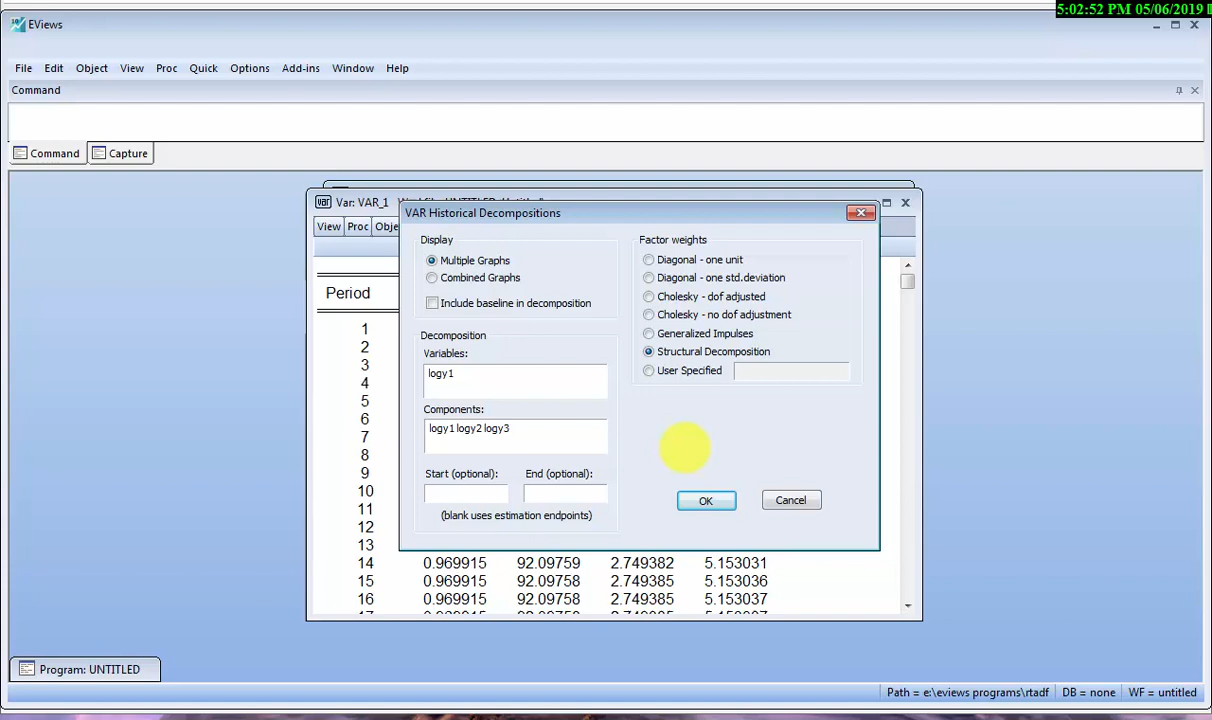 5:02:52 PM 05/06/2019
EViews
File Edit Object View Proc Quick Options Add-ins Window Help
Command
Command Capture
Var: VAR_1
View Proc Obje
VAR Historical Decompositions
Display
Multiple Graphs
Combined Graphs
Include baseline in decomposition
Decomposition
Variables:
logy1
Components:
logy1 logy2 logy3
Start (optional): End (optional):
(blank uses estimation endpoints)
Factor weights
Diagonal - one unit
Diagonal - one std.deviation
Cholesky - dof adjusted
Cholesky - no dof adjustment
Generalized Impulses
Structural Decomposition
User Specified
OK Cancel
Period
1
2
3
4
5
6
7
8
9
10
11
12
13
14 0.969915 92.09759 2.749382 5.153031
15 0.969915 92.09758 2.749385 5.153036
16 0.969915 92.09758 2.749385 5.153037
Program: UNTITLED
Path = e:\eviews programs\rtadf DB = none WF = untitled